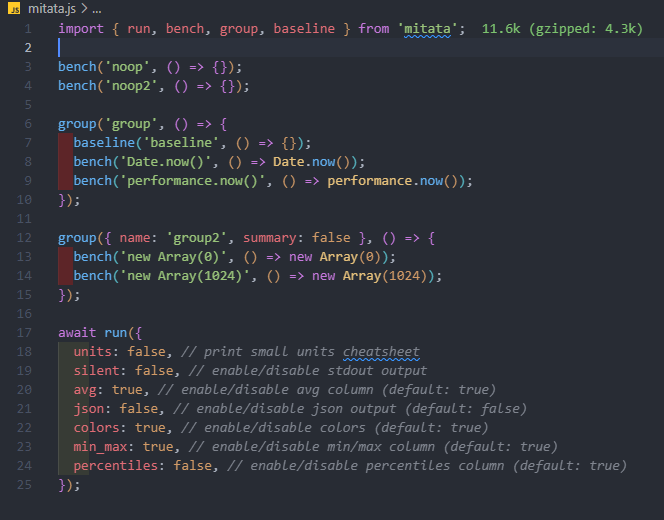 JS mitata.js > ...
1 import { run, bench, group, baseline } from 'mitata'; 11.6k (gzipped: 4.3k)
2
3 bench('noop', () => {});
4 bench('noop2', () => {});
5
6 group('group', () => {
7   baseline('baseline', () => {});
8   bench('Date.now()', () => Date.now());
9   bench('performance.now()', () => performance.now());
10 });
11
12 group({ name: 'group2', summary: false }, () => {
13   bench('new Array(0)', () => new Array(0));
14   bench('new Array(1024)', () => new Array(1024));
15 });
16
17 await run({
18   units: false, // print small units cheatsheet
19   silent: false, // enable/disable stdout output
20   avg: true, // enable/disable avg column (default: true)
21   json: false, // enable/disable json output (default: false)
22   colors: true, // enable/disable colors (default: true)
23   min_max: true, // enable/disable min/max column (default: true)
24   percentiles: false, // enable/disable percentiles column (default: true)
25 });